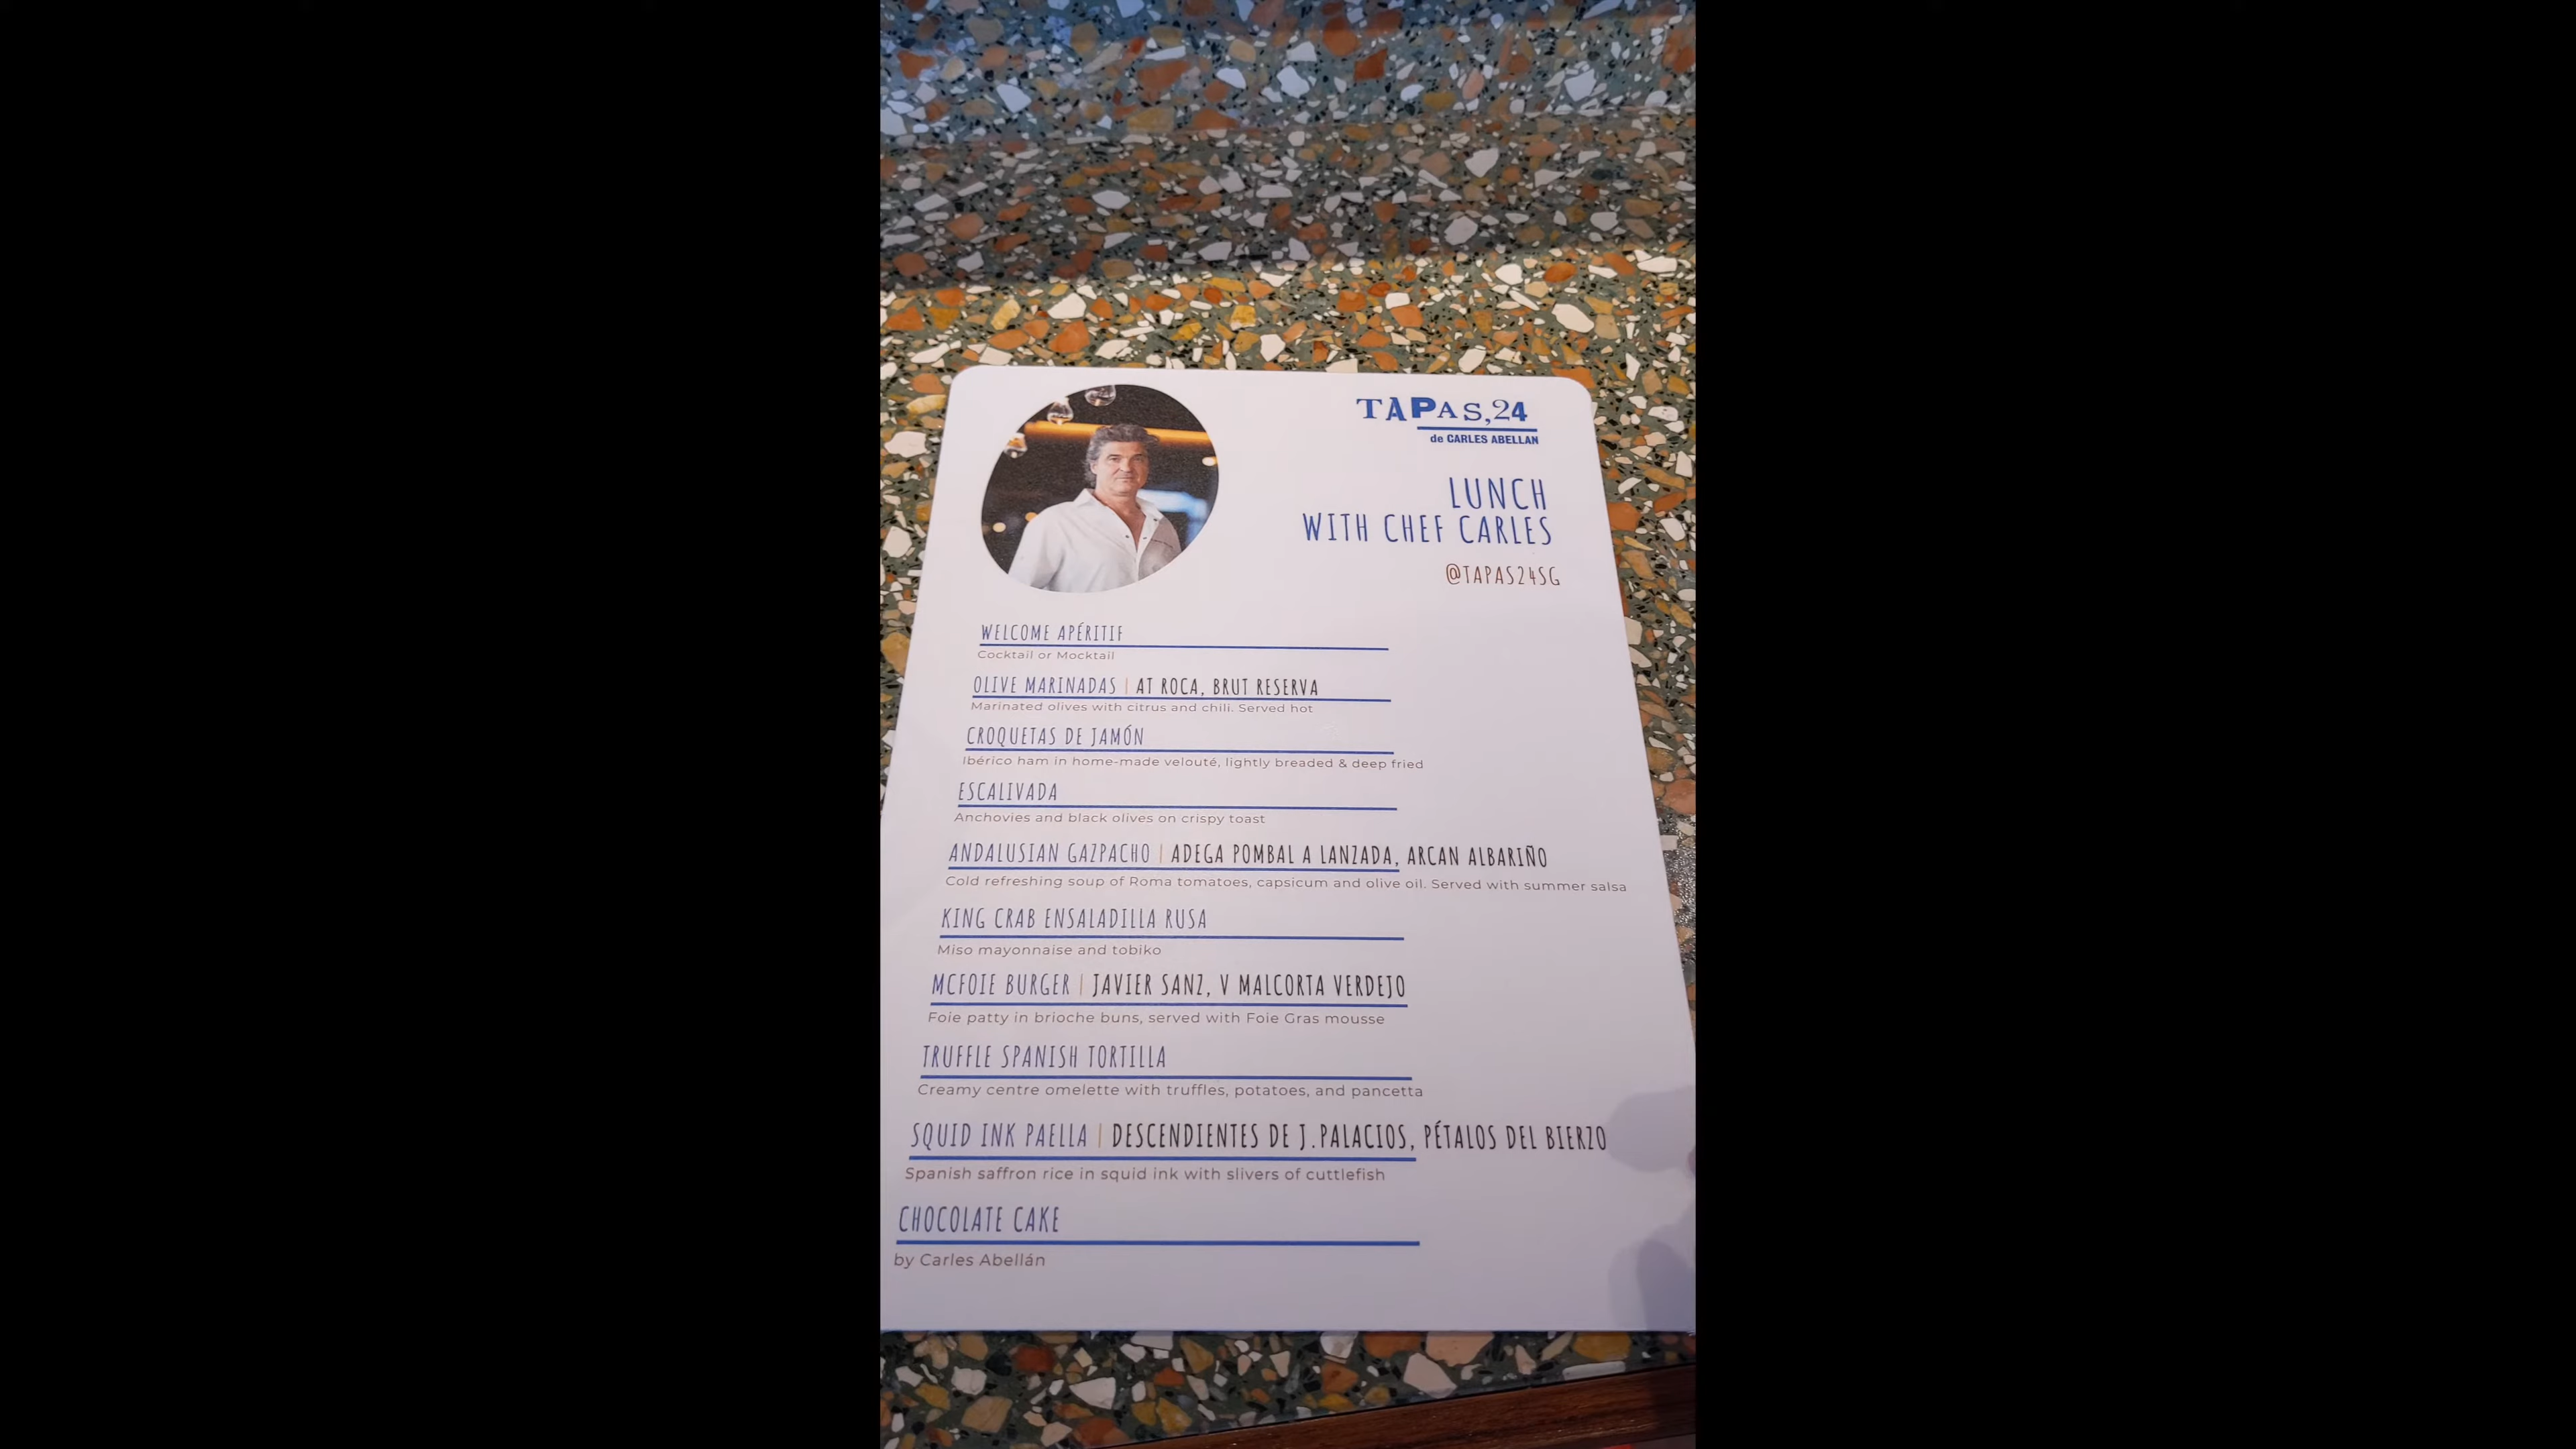 TAPAS,24
de CARLES ABELLAN
LUNCH
WITH CHEF CARLES
@TAPAS24SG
WELCOME APÉRITIF
Cocktail or Mocktail
OLIVE MARINADAS | AT ROCA, BRUT RESERVA
Marinated olives with citrus and chili. Served hot
CROQUETAS DE JAMÓN
Ibérico ham in home-made velouté, lightly breaded & deep fried
ESCALIVADA
Anchovies and black olives on crispy toast
ANDALUSIAN GAZPACHO | ADEGA POMBAL A LANZADA, ARCAN ALBARIÑO
Cold refreshing soup of Roma tomatoes, capsicum and olive oil. Served with summer salsa
KING CRAB ENSALADILLA RUSA
Miso mayonnaise and tobiko
MCFOIE BURGER | JAVIER SANZ, V MALCORTA VERDEJO
Foie patty in brioche buns, served with Foie Gras mousse
TRUFFLE SPANISH TORTILLA
Creamy centre omelette with truffles, potatoes, and pancetta
SQUID INK PAELLA | DESCENDIENTES DE J.PALACIOS, PÉTALOS DEL BIERZO
Spanish saffron rice in squid ink with slivers of cuttlefish
CHOCOLATE CAKE
by Carles Abellán